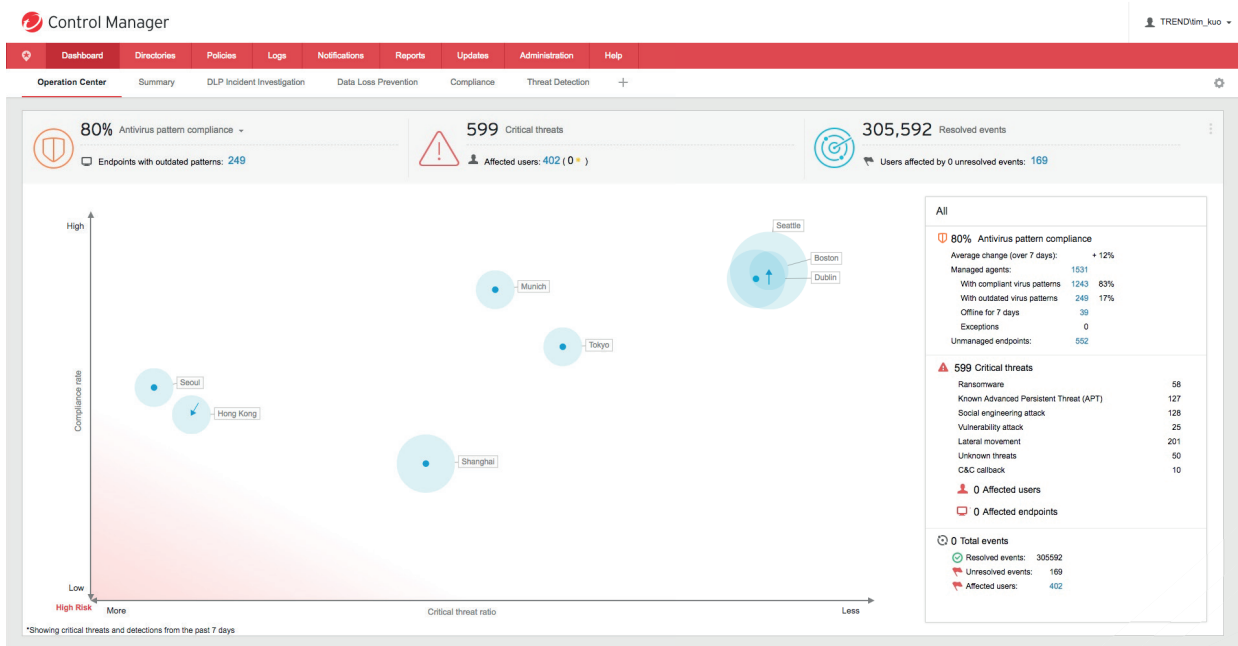 Control Manager
TREND\tim_kuo
Dashboard Directories Policies Logs Notifications Reports Updates Administration Help
Operation Center Summary DLP Incident Investigation Data Loss Prevention Compliance Threat Detection +
80% Antivirus pattern compliance
Endpoints with outdated patterns: 249
599 Critical threats
Affected users: 402 ( 0 )
305,592 Resolved events
Users affected by 0 unresolved events: 169
High
Compliance rate
Low
High Risk
More
Critical threat ratio
Less
Seattle
Boston
Dublin
Munich
Tokyo
Seoul
Hong Kong
Shanghai
*Showing critical threats and detections from the past 7 days
All
80% Antivirus pattern compliance
Average change (over 7 days): + 12%
Managed agents: 1531
With compliant virus patterns 1243 83%
With outdated virus patterns 249 17%
Offline for 7 days 39
Exceptions 0
Unmanaged endpoints: 552
599 Critical threats
Ransomware 58
Known Advanced Persistent Threat (APT) 127
Social engineering attack 128
Vulnerability attack 25
Lateral movement 201
Unknown threats 50
C&C callback 10
0 Affected users
0 Affected endpoints
0 Total events
Resolved events: 305592
Unresolved events: 169
Affected users: 402